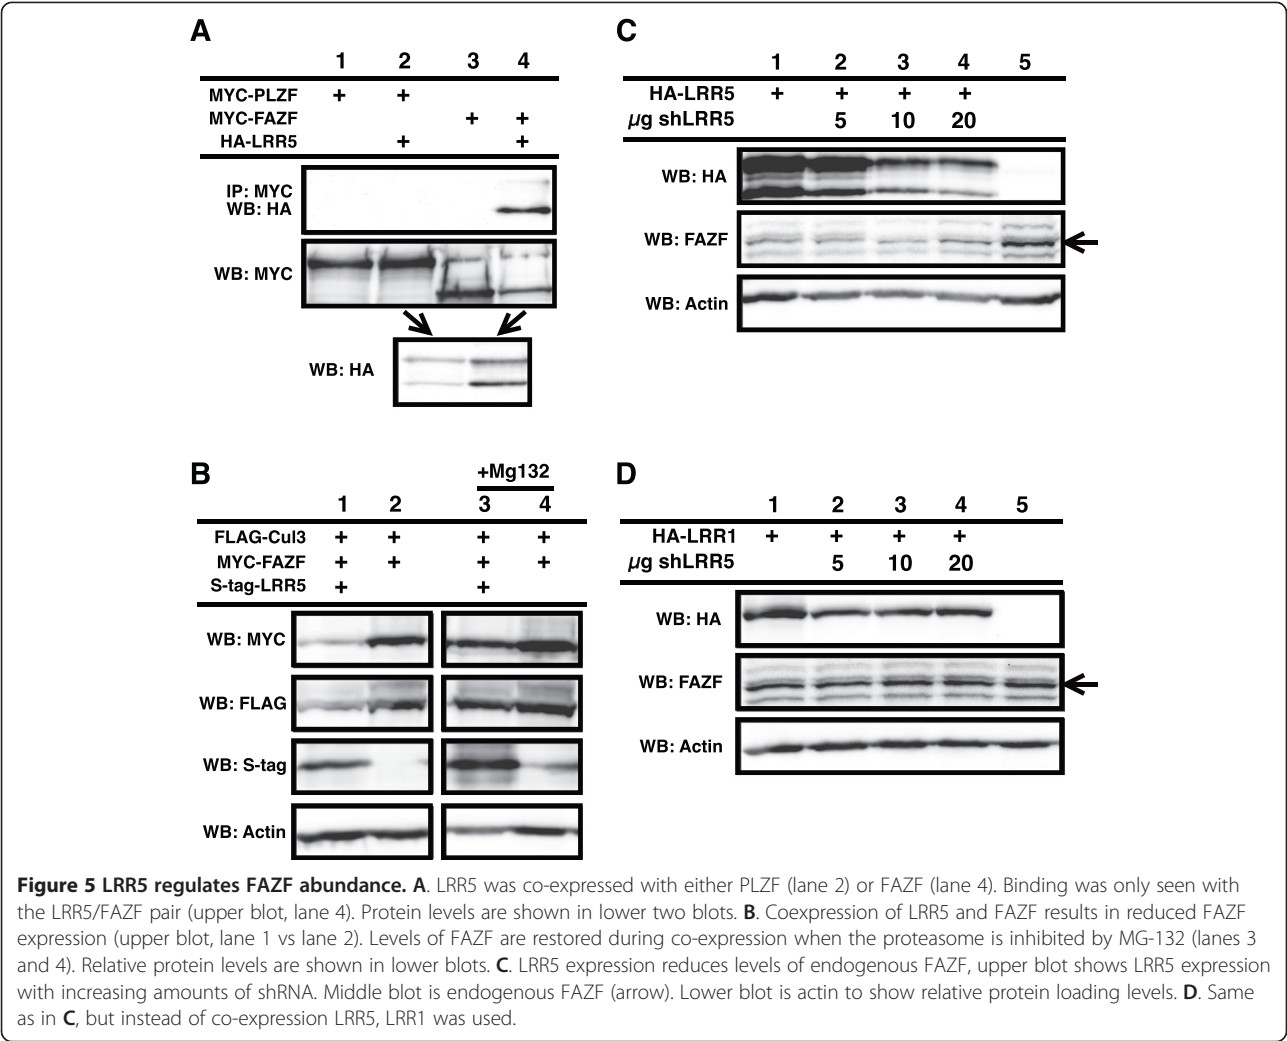 A
1 2 3 4
MYC-PLZF + +
MYC-FAZF + +
HA-LRR5 + +
IP: MYC
WB: HA
WB: MYC
WB: HA
B
+Mg132
1 2 3 4
FLAG-Cul3 + + + +
MYC-FAZF + + + +
S-tag-LRR5 + +
WB: MYC
WB: FLAG
WB: S-tag
WB: Actin
C
1 2 3 4 5
HA-LRR5 + + + +
µg shLRR5 5 10 20
WB: HA
WB: FAZF
WB: Actin
D
1 2 3 4 5
HA-LRR1 + + + +
µg shLRR5 5 10 20
WB: HA
WB: FAZF
WB: Actin
Figure 5 LRR5 regulates FAZF abundance. A. LRR5 was co-expressed with either PLZF (lane 2) or FAZF (lane 4). Binding was only seen with
the LRR5/FAZF pair (upper blot, lane 4). Protein levels are shown in lower two blots. B. Coexpression of LRR5 and FAZF results in reduced FAZF
expression (upper blot, lane 1 vs lane 2). Levels of FAZF are restored during co-expression when the proteasome is inhibited by MG-132 (lanes 3
and 4). Relative protein levels are shown in lower blots. C. LRR5 expression reduces levels of endogenous FAZF, upper blot shows LRR5 expression
with increasing amounts of shRNA. Middle blot is endogenous FAZF (arrow). Lower blot is actin to show relative protein loading levels. D. Same
as in C, but instead of co-expression LRR5, LRR1 was used.